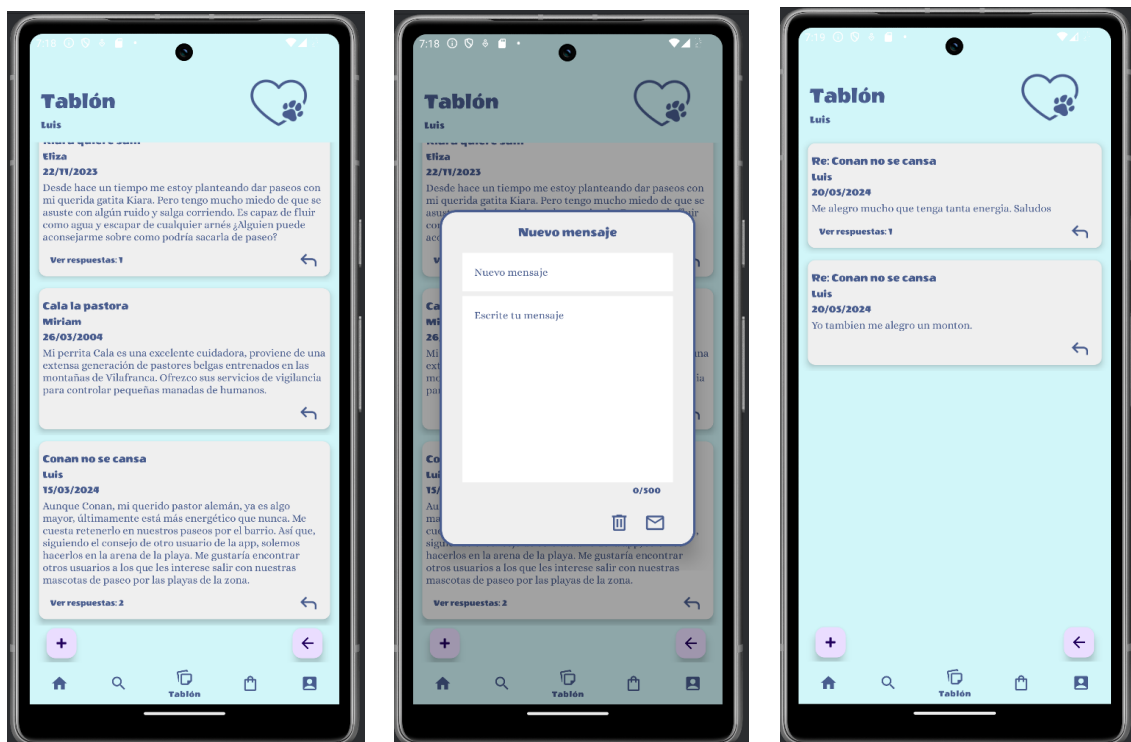 7:18
Tablón
Luis
Kiara quiere salir
Eliza
22/11/2023
Desde hace un tiempo me estoy planteando dar paseos con
mi querida gatita Kiara. Pero tengo mucho miedo de que se
asuste con algún ruido y salga corriendo. Es capaz de fluir
como agua y escapar de cualquier arnés ¿Alguien puede
aconsejarme sobre como podría sacarla de paseo?
Ver respuestas: 1
Cala la pastora
Miriam
26/03/2004
Mi perrita Cala es una excelente cuidadora, proviene de una
extensa generación de pastores belgas entrenados en las
montañas de Vilafranca. Ofrezco sus servicios de vigilancia
para controlar pequeñas manadas de humanos.
Conan no se cansa
Luis
15/03/2024
Aunque Conan, mi querido pastor alemán, ya es algo
mayor, últimamente está más energético que nunca. Me
cuesta retenerlo en nuestros paseos por el barrio. Así que,
siguiendo el consejo de otro usuario de la app, solemos
hacerlos en la arena de la playa. Me gustaría encontrar
otros usuarios a los que les interese salir con nuestras
mascotas de paseo por las playas de la zona.
Ver respuestas: 2
Tablón
7:18
Tablón
Luis
Eliza
22/11/2023
Desde hace un tiempo me estoy planteando dar paseos con
mi querida gatita Kiara. Pero tengo mucho miedo de que se
Nuevo mensaje
Nuevo mensaje
Escrite tu mensaje
0/500
hacerlos en la arena de la playa. Me gustaría encontrar
otros usuarios a los que les interese salir con nuestras
mascotas de paseo por las playas de la zona.
Ver respuestas: 2
Tablón
7:19
Tablón
Luis
Re: Conan no se cansa
Luis
20/05/2024
Me alegro mucho que tenga tanta energia. Saludos
Ver respuestas: 1
Re: Conan no se cansa
Luis
20/05/2024
Yo tambien me alegro un monton.
Tablón